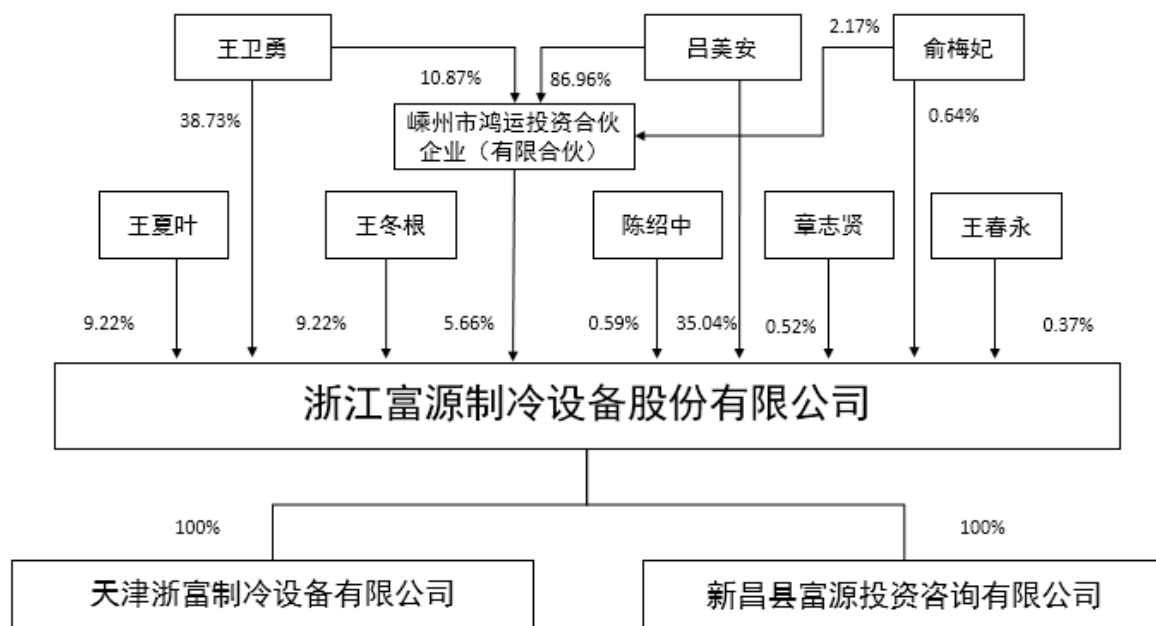 2.17%
王卫勇
吕美安
俞梅妃
10.87%
86.96%
38.73%
嵊州市鸿运投资合伙
企业（有限合伙）
0.64%
王夏叶
王冬根
陈绍中
章志贤
王春永
9.22%
9.22%
5.66%
0.59%
35.04%
0.52%
0.37%
浙江富源制冷设备股份有限公司
100%
100%
天津浙富制冷设备有限公司
新昌县富源投资咨询有限公司